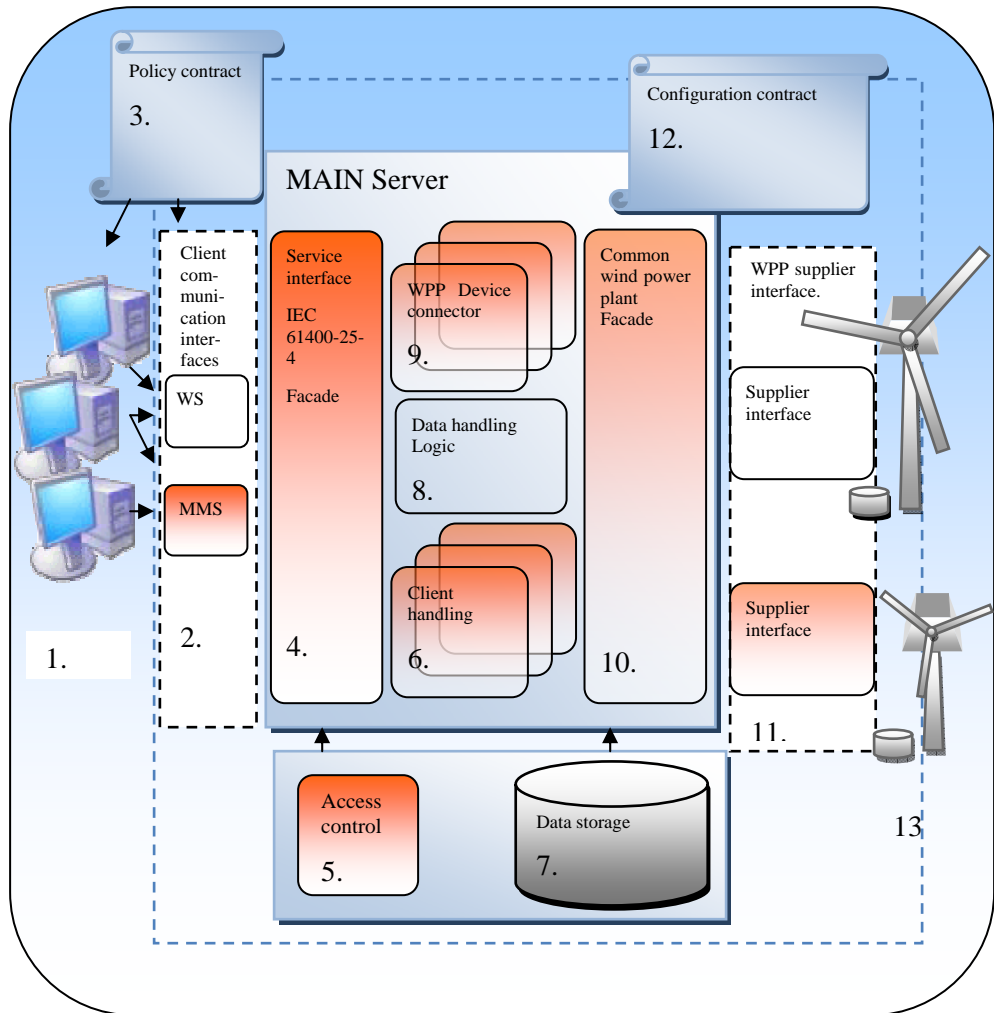 Policy contract
3.
Configuration contract
12.
MAIN Server
Client
com-
muni-
cation
inter-
faces
WS
MMS
2.
1.
Service
interface
IEC
61400-25-
4
Facade
4.
WPP Device
connector
9.
Data handling
Logic
8.
Client
handling
6.
Common
wind power
plant
Facade
10.
WPP supplier
interface.
Supplier
interface
Supplier
interface
11.
Access
control
5.
Data storage
7.
13